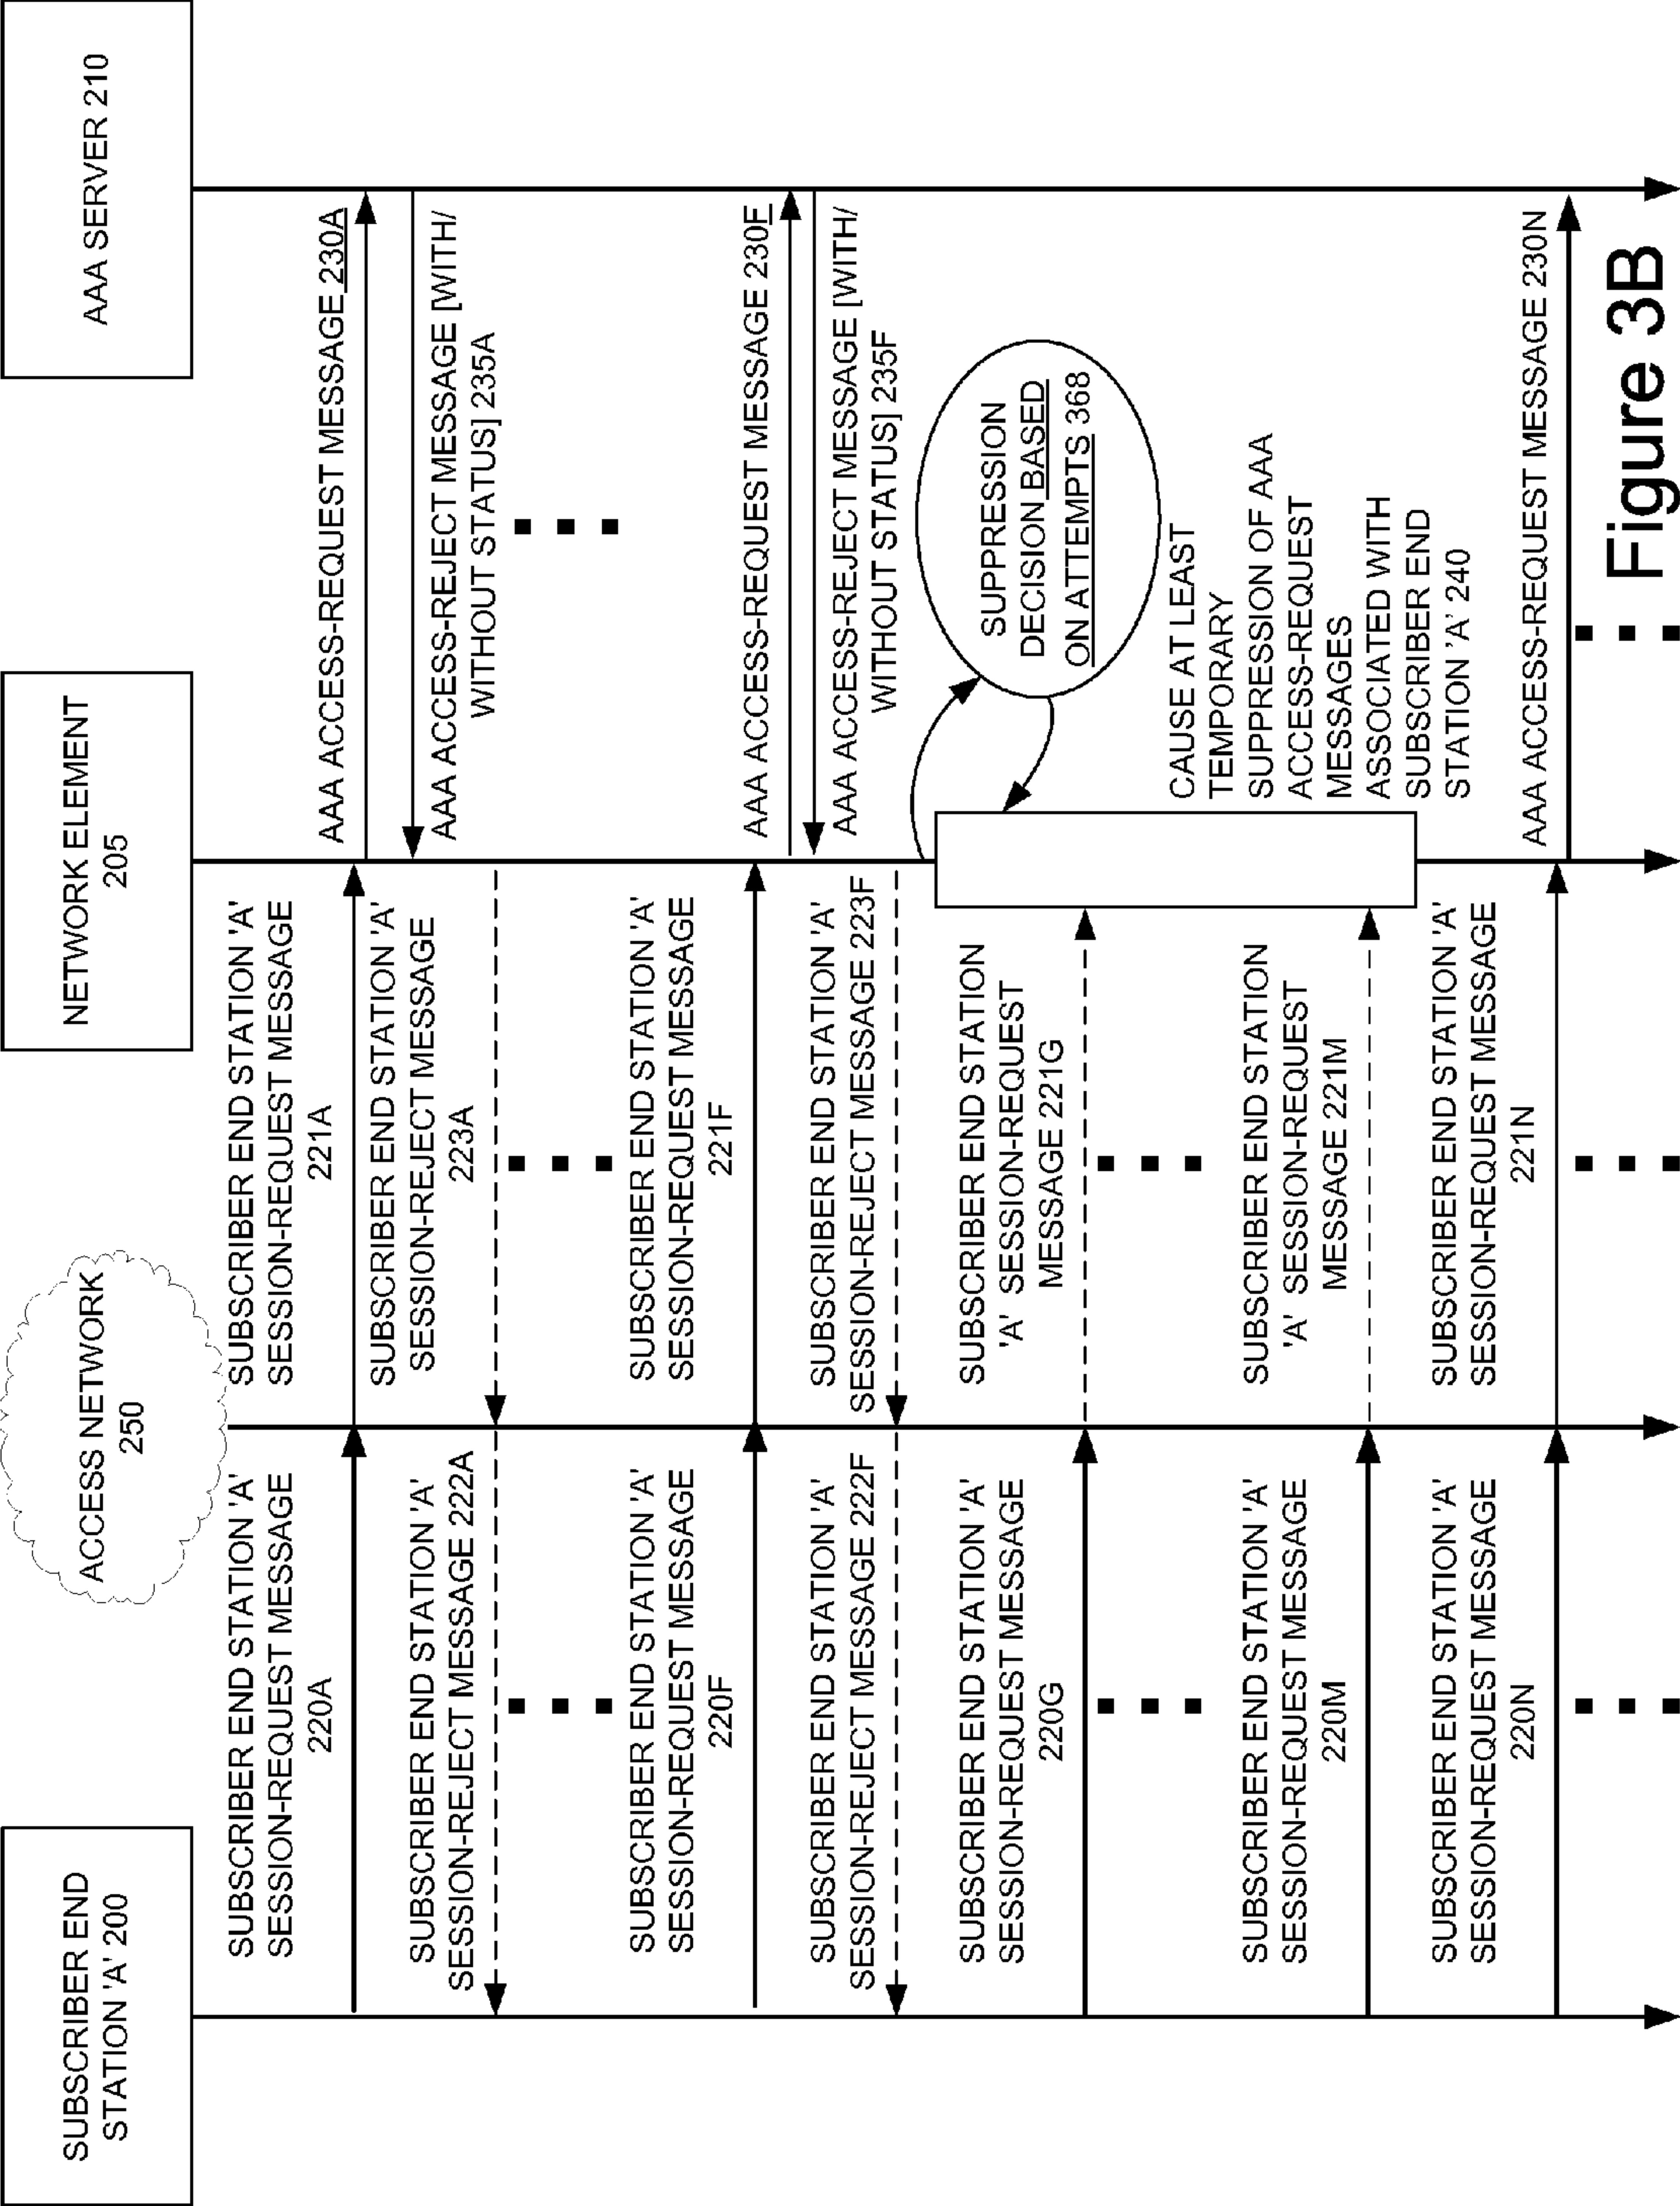 SUBSCRIBER END
STATION 'A' 200
ACCESS NETWORK
250
NETWORK ELEMENT
205
AAA SERVER 210
SUBSCRIBER END STATION 'A'
SESSION-REQUEST MESSAGE
220A
SUBSCRIBER END STATION 'A'
SESSION-REQUEST MESSAGE
221A
AAA ACCESS-REQUEST MESSAGE 230A
SUBSCRIBER END STATION 'A'
SESSION-REJECT MESSAGE 222A
SUBSCRIBER END STATION 'A'
SESSION-REJECT MESSAGE
223A
AAA ACCESS-REJECT MESSAGE [WITH/
WITHOUT STATUS] 235A
SUBSCRIBER END STATION 'A'
SESSION-REQUEST MESSAGE
220F
SUBSCRIBER END STATION 'A'
SESSION-REQUEST MESSAGE
221F
AAA ACCESS-REQUEST MESSAGE 230F
SUBSCRIBER END STATION 'A'
SESSION-REJECT MESSAGE 222F
SUBSCRIBER END STATION 'A'
SESSION-REJECT MESSAGE 223F
AAA ACCESS-REJECT MESSAGE [WITH/
WITHOUT STATUS] 235F
SUPPRESSION
DECISION BASED
ON ATTEMPTS 368
SUBSCRIBER END STATION 'A'
SESSION-REQUEST MESSAGE
220G
SUBSCRIBER END STATION
'A' SESSION-REQUEST
MESSAGE 221G
CAUSE AT LEAST
TEMPORARY
SUPPRESSION OF AAA
ACCESS-REQUEST
MESSAGES
ASSOCIATED WITH
SUBSCRIBER END
STATION 'A' 240
SUBSCRIBER END STATION 'A'
SESSION-REQUEST MESSAGE
220M
SUBSCRIBER END STATION
'A' SESSION-REQUEST
MESSAGE 221M
SUBSCRIBER END STATION 'A'
SESSION-REQUEST MESSAGE
220N
SUBSCRIBER END STATION 'A'
SESSION-REQUEST MESSAGE
221N
AAA ACCESS-REQUEST MESSAGE 230N
Figure 3B